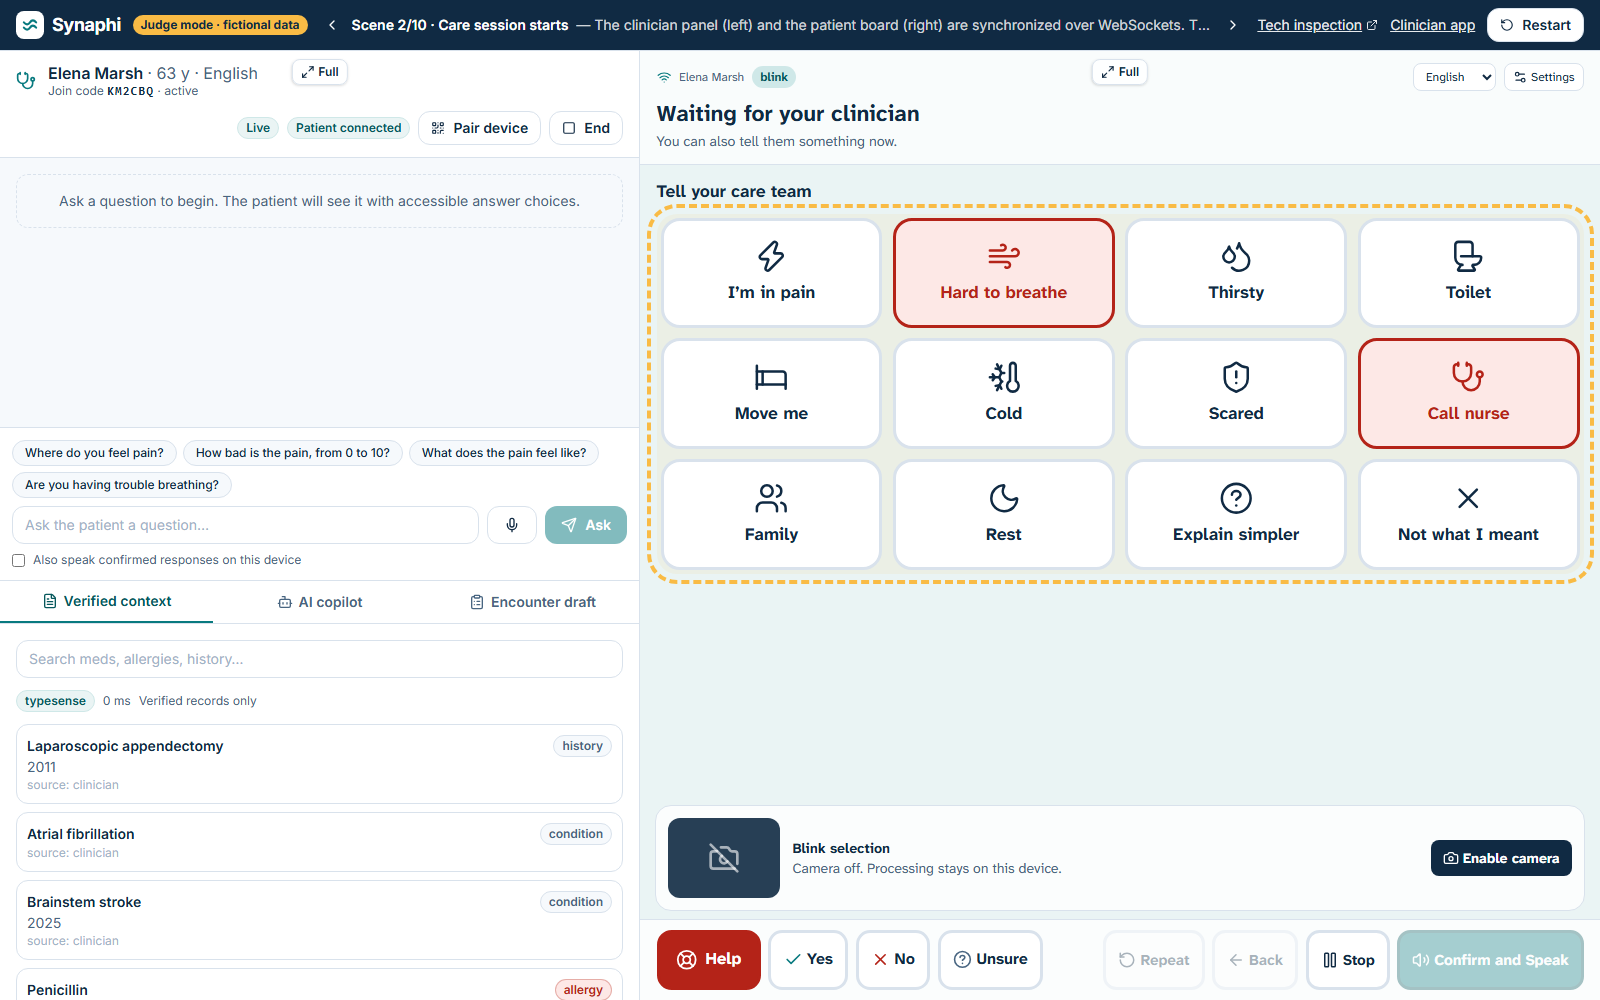 Synaphi
Judge mode · fictional data
Scene 2/10 · Care session starts — The clinician panel (left) and the patient board (right) are synchronized over WebSockets. T...
Tech inspection
Clinician app
Restart
Elena Marsh · 63 y · English
Join code KM2CBQ · active
Full
Live
Patient connected
Pair device
End
Ask a question to begin. The patient will see it with accessible answer choices.
Where do you feel pain?
How bad is the pain, from 0 to 10?
What does the pain feel like?
Are you having trouble breathing?
Ask the patient a question...
Ask
Also speak confirmed responses on this device
Verified context
AI copilot
Encounter draft
Search meds, allergies, history...
typesense 0 ms Verified records only
Laparoscopic appendectomy
history
2011
source: clinician
Atrial fibrillation
condition
source: clinician
Brainstem stroke
condition
2025
source: clinician
Penicillin
allergy
Elena Marsh
blink
Full
English
Settings
Waiting for your clinician
You can also tell them something now.
Tell your care team
I'm in pain
Hard to breathe
Thirsty
Toilet
Move me
Cold
Scared
Call nurse
Family
Rest
Explain simpler
Not what I meant
Blink selection
Camera off. Processing stays on this device.
Enable camera
Help
Yes
No
Unsure
Repeat
Back
Stop
Confirm and Speak